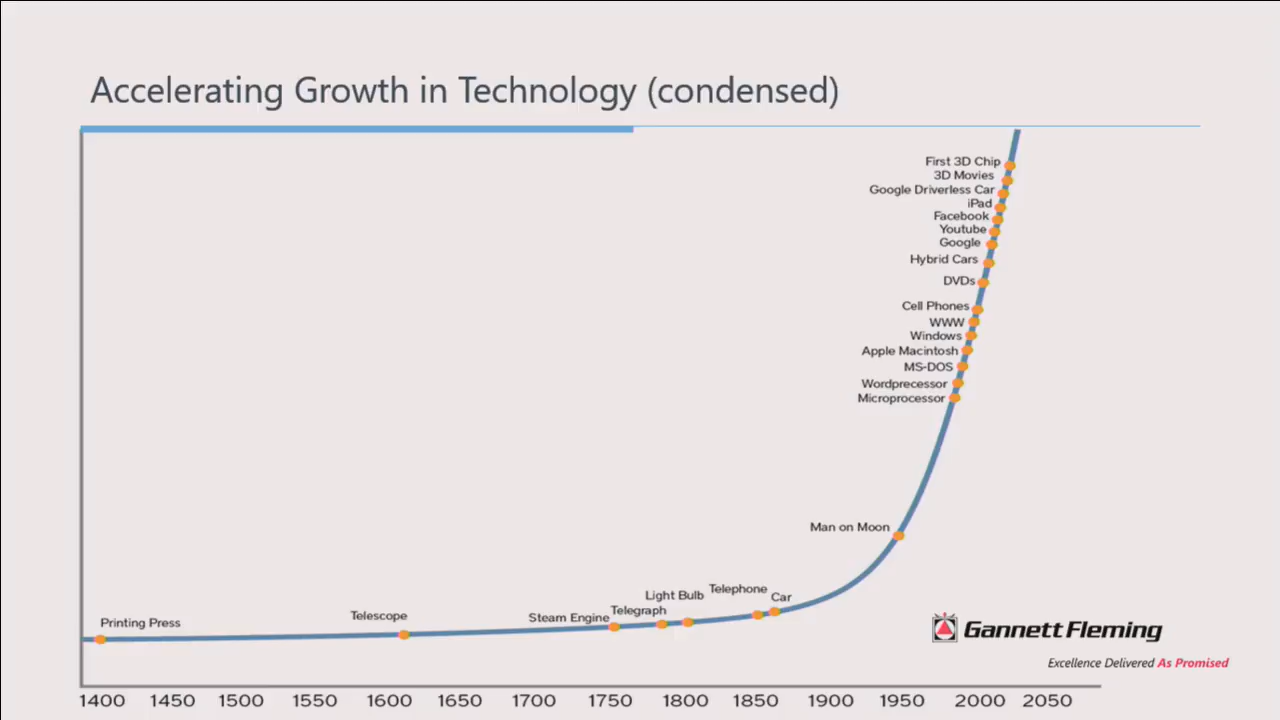 Accelerating Growth in Technology (condensed)
First 3D Chip
3D Movies
Google Driverless Car
iPad
Facebook
Youtube
Google
Hybrid Cars
DVDs
Cell Phones
WWW
Windows
Apple Macintosh
MS-DOS
Wordprecessor
Microprocessor
Man on Moon
Printing Press
Telescope
Steam Engine
Telegraph
Light Bulb
Telephone
Car
Gannett Fleming
Excellence Delivered As Promised
1400 1450 1500 1550 1600 1650 1700 1750 1800 1850 1900 1950 2000 2050